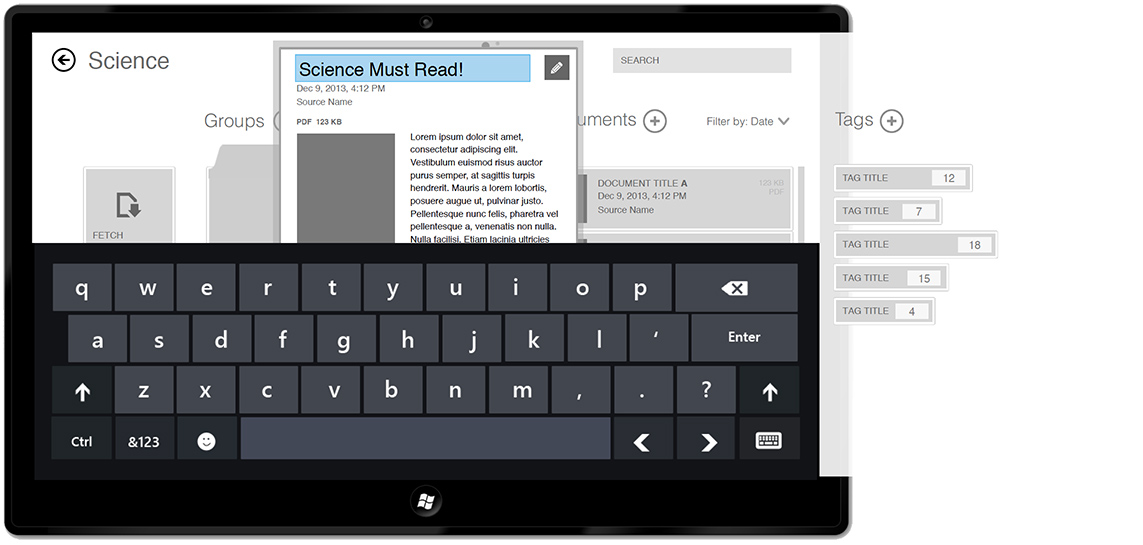 Science
Science Must Read!
Dec 9, 2013, 4:12 PM
Source Name
PDF 123 KB
Lorem ipsum dolor sit amet,
consectetur adipiscing elit.
Vestibulum euismod risus auctor
purus semper, at sagittis turpis
hendrerit. Mauris a lorem lobortis,
posuere augue ut, pulvinar justo.
Pellentesque nunc felis, pharetra vel
pellentesque a, venenatis non nulla.
Nulla facilisi. Etiam lacinia ultricies
SEARCH
Groups
FETCH
uments
Filter by: Date
DOCUMENT TITLE A
Dec 9, 2013, 4:12 PM
Source Name
123 KB
PDF
Tags
TAG TITLE 12
TAG TITLE 7
TAG TITLE 18
TAG TITLE 15
TAG TITLE 4
q w e r t y u i o p
a s d f g h j k l ' Enter
z x c v b n m , . ?
Ctrl &123